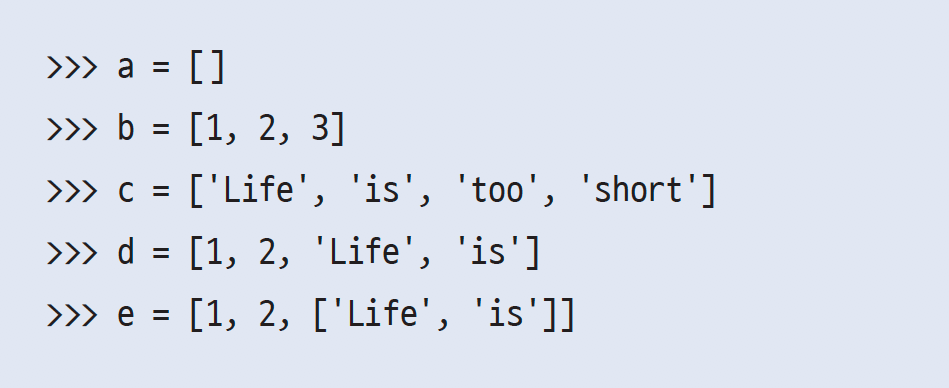 >>> a = []
>>> b = [1, 2, 3]
>>> c = ['Life', 'is', 'too', 'short']
>>> d = [1, 2, 'Life', 'is']
>>> e = [1, 2, ['Life', 'is']]